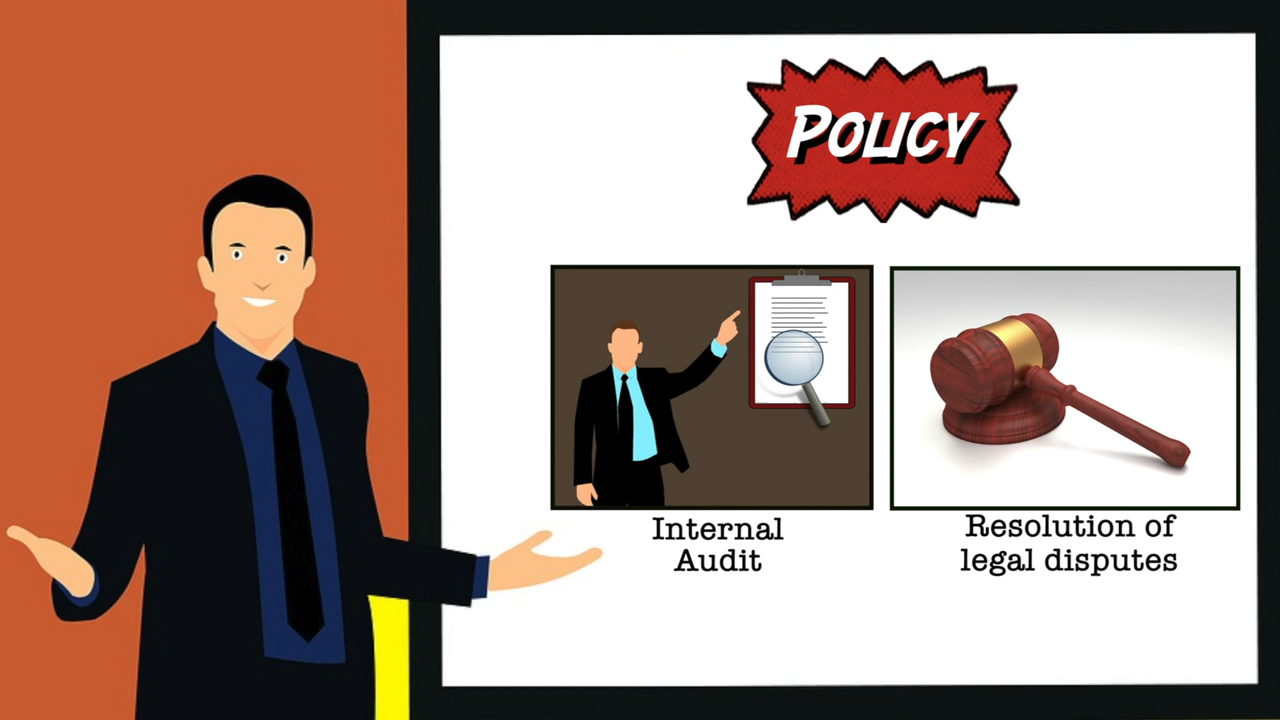 POLICY
Internal
Audit
Resolution of
legal disputes